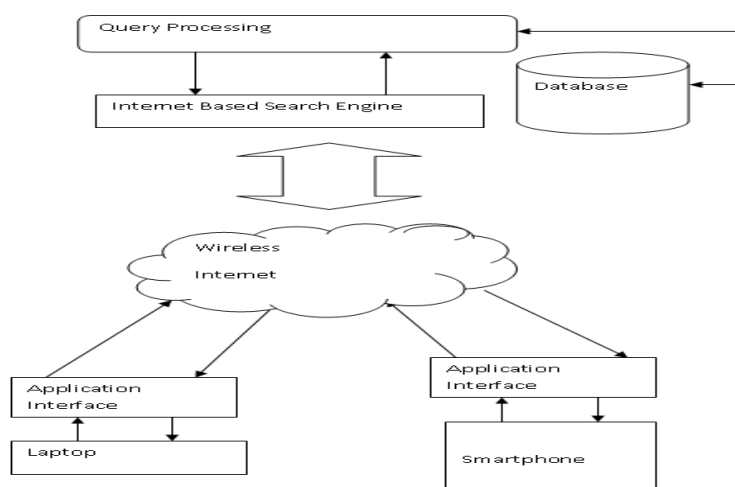 Query Processing
Database
Internet Based Search Engine
Wireless
Internet
Application
Interface
Application
Interface
Laptop
Smartphone